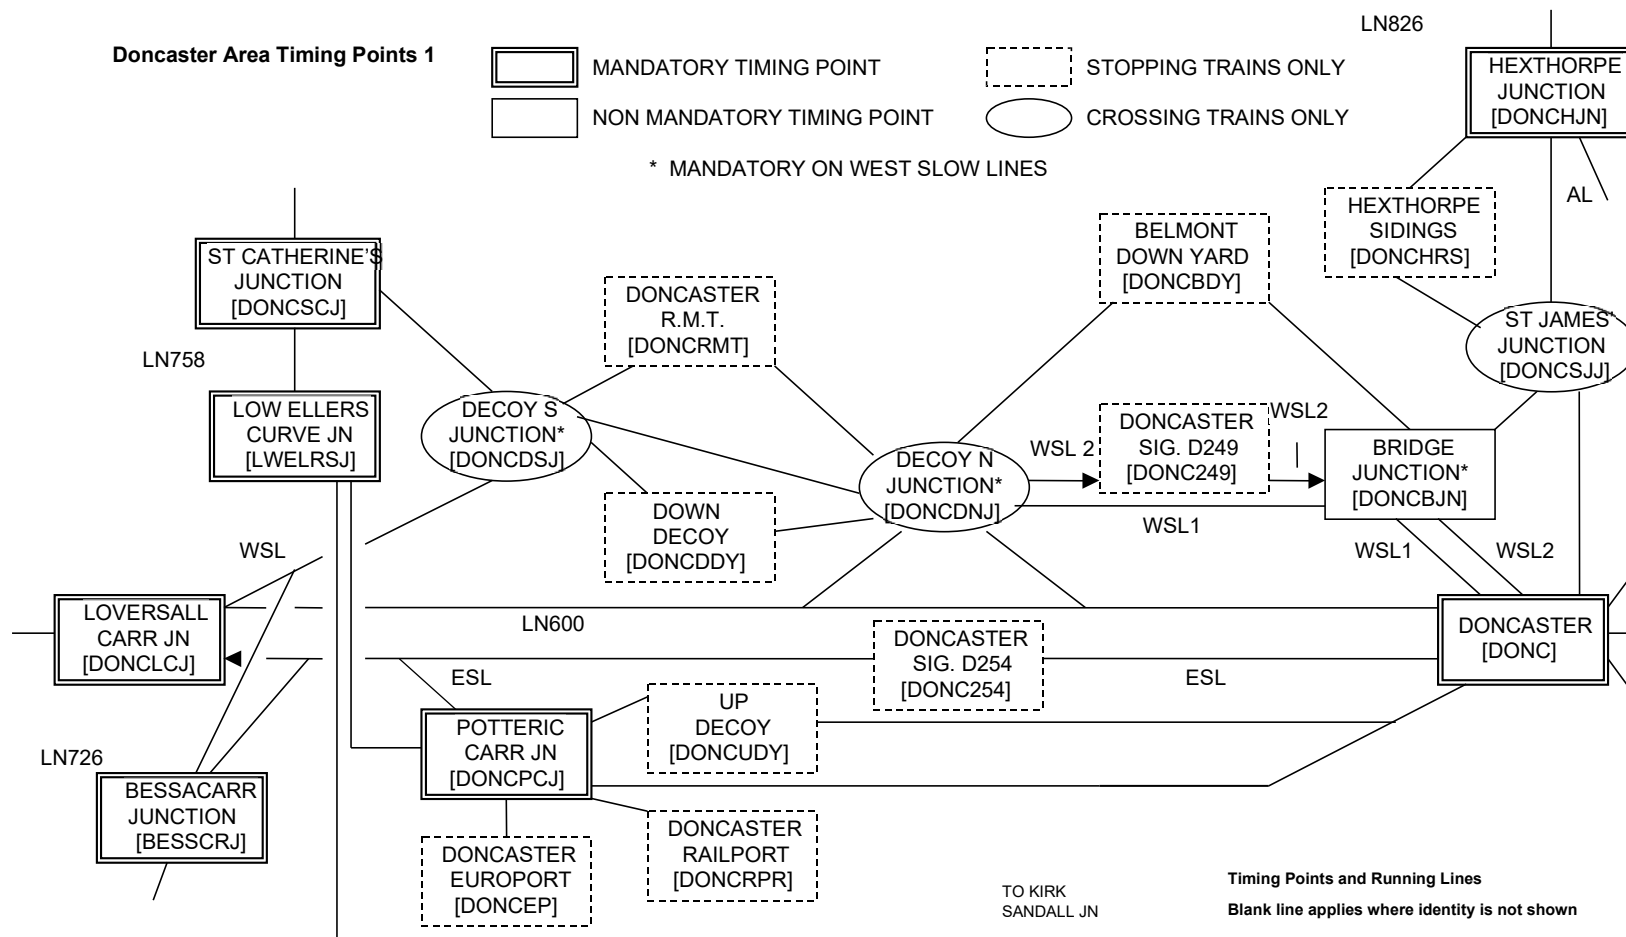 LN826
Doncaster Area Timing Points 1
MANDATORY TIMING POINT
STOPPING TRAINS ONLY
NON MANDATORY TIMING POINT
CROSSING TRAINS ONLY
* MANDATORY ON WEST SLOW LINES
HEXTHORPE
JUNCTION
[DONCHJN]
AL
HEXTHORPE
SIDINGS
[DONCHRS]
BELMONT
DOWN YARD
[DONCBDY]
ST CATHERINE'S
JUNCTION
[DONCSCJ]
DONCASTER
R.M.T.
[DONCRMT]
ST JAMES'
JUNCTION
[DONCSJJ]
LN758
LOW ELLERS
CURVE JN
[LWELRSJ]
DECOY S
JUNCTION*
[DONCDSJ]
DECOY N
JUNCTION*
[DONCDNJ]
WSL 2
DONCASTER
SIG. D249
[DONC249]
WSL2
BRIDGE
JUNCTION*
[DONCBJN]
DOWN
DECOY
[DONCDDY]
WSL1
WSL1
WSL2
WSL
LOVERSALL
CARR JN
[DONCLCJ]
LN600
DONCASTER
SIG. D254
[DONC254]
DONCASTER
[DONC]
ESL
ESL
UP
DECOY
[DONCUDY]
POTTERIC
CARR JN
[DONCPCJ]
LN726
BESSACARR
JUNCTION
[BESSCRJ]
DONCASTER
EUROPORT
[DONCEP]
DONCASTER
RAILPORT
[DONCRPR]
TO KIRK
SANDALL JN
Timing Points and Running Lines
Blank line applies where identity is not shown